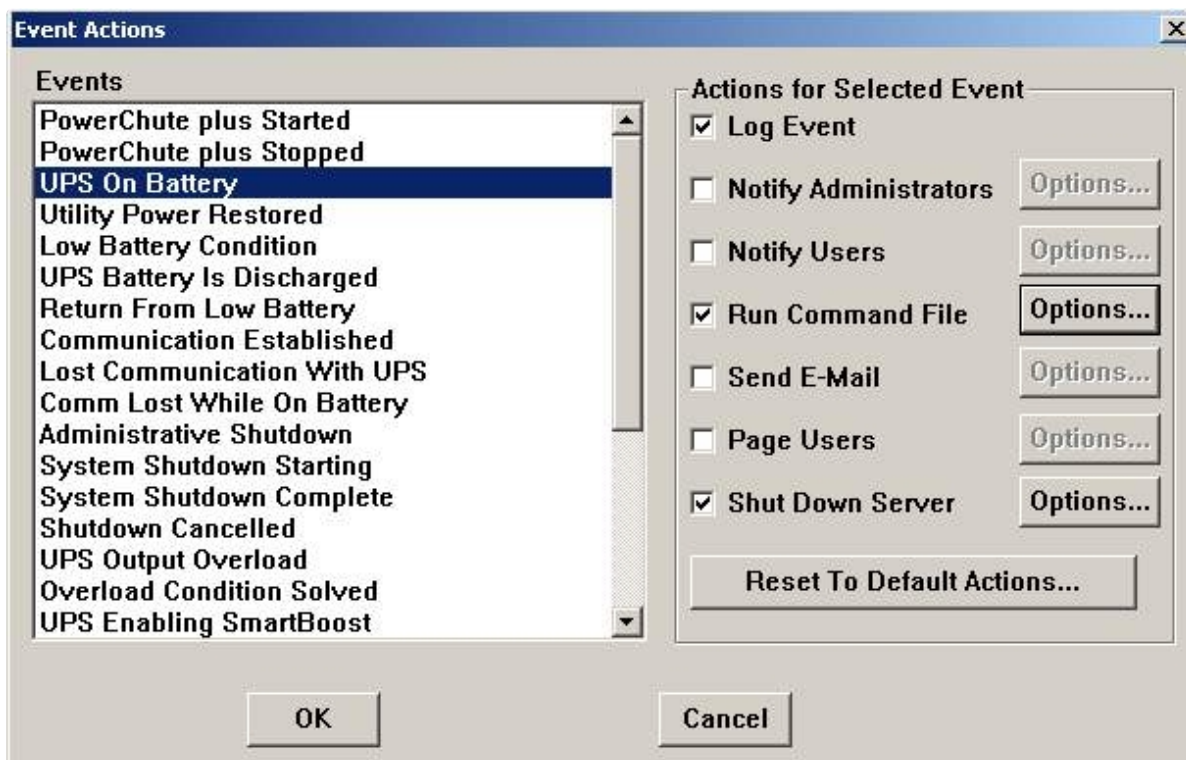 Event Actions
Events
PowerChute plus Started
PowerChute plus Stopped
UPS On Battery
Utility Power Restored
Low Battery Condition
UPS Battery Is Discharged
Return From Low Battery
Communication Established
Lost Communication With UPS
Comm Lost While On Battery
Administrative Shutdown
System Shutdown Starting
System Shutdown Complete
Shutdown Cancelled
UPS Output Overload
Overload Condition Solved
UPS Enabling SmartBoost
Actions for Selected Event
Log Event
Notify Administrators Options...
Notify Users Options...
Run Command File Options...
Send E-Mail Options...
Page Users Options...
Shut Down Server Options...
Reset To Default Actions...
OK Cancel